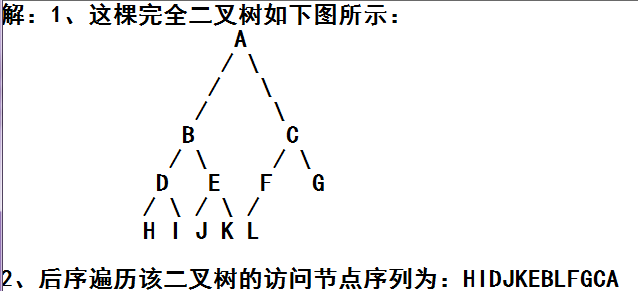 解：1、这棵完全二叉树如下图所示：
A
B C
D E F G
H I J K L
2、后序遍历该二叉树的访问节点序列为：HIDJKEBLFGCA